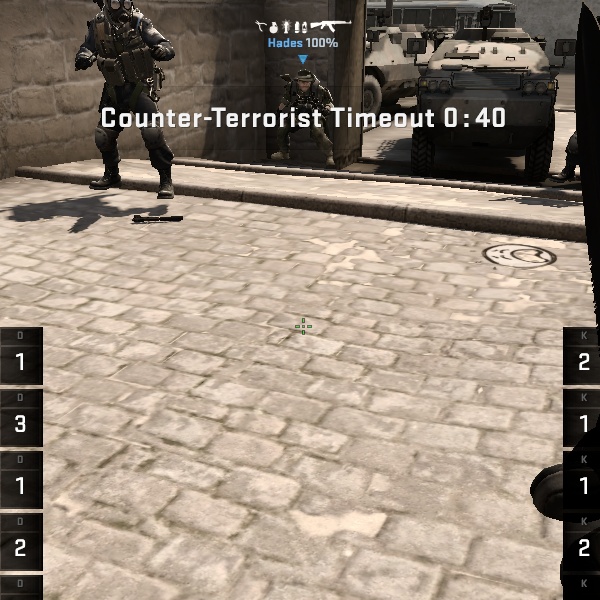 Hades 100%
Counter-Terrorist Timeout 0:40
D K
1 2
D K
3 1
D K
1 1
D K
2 2
D K